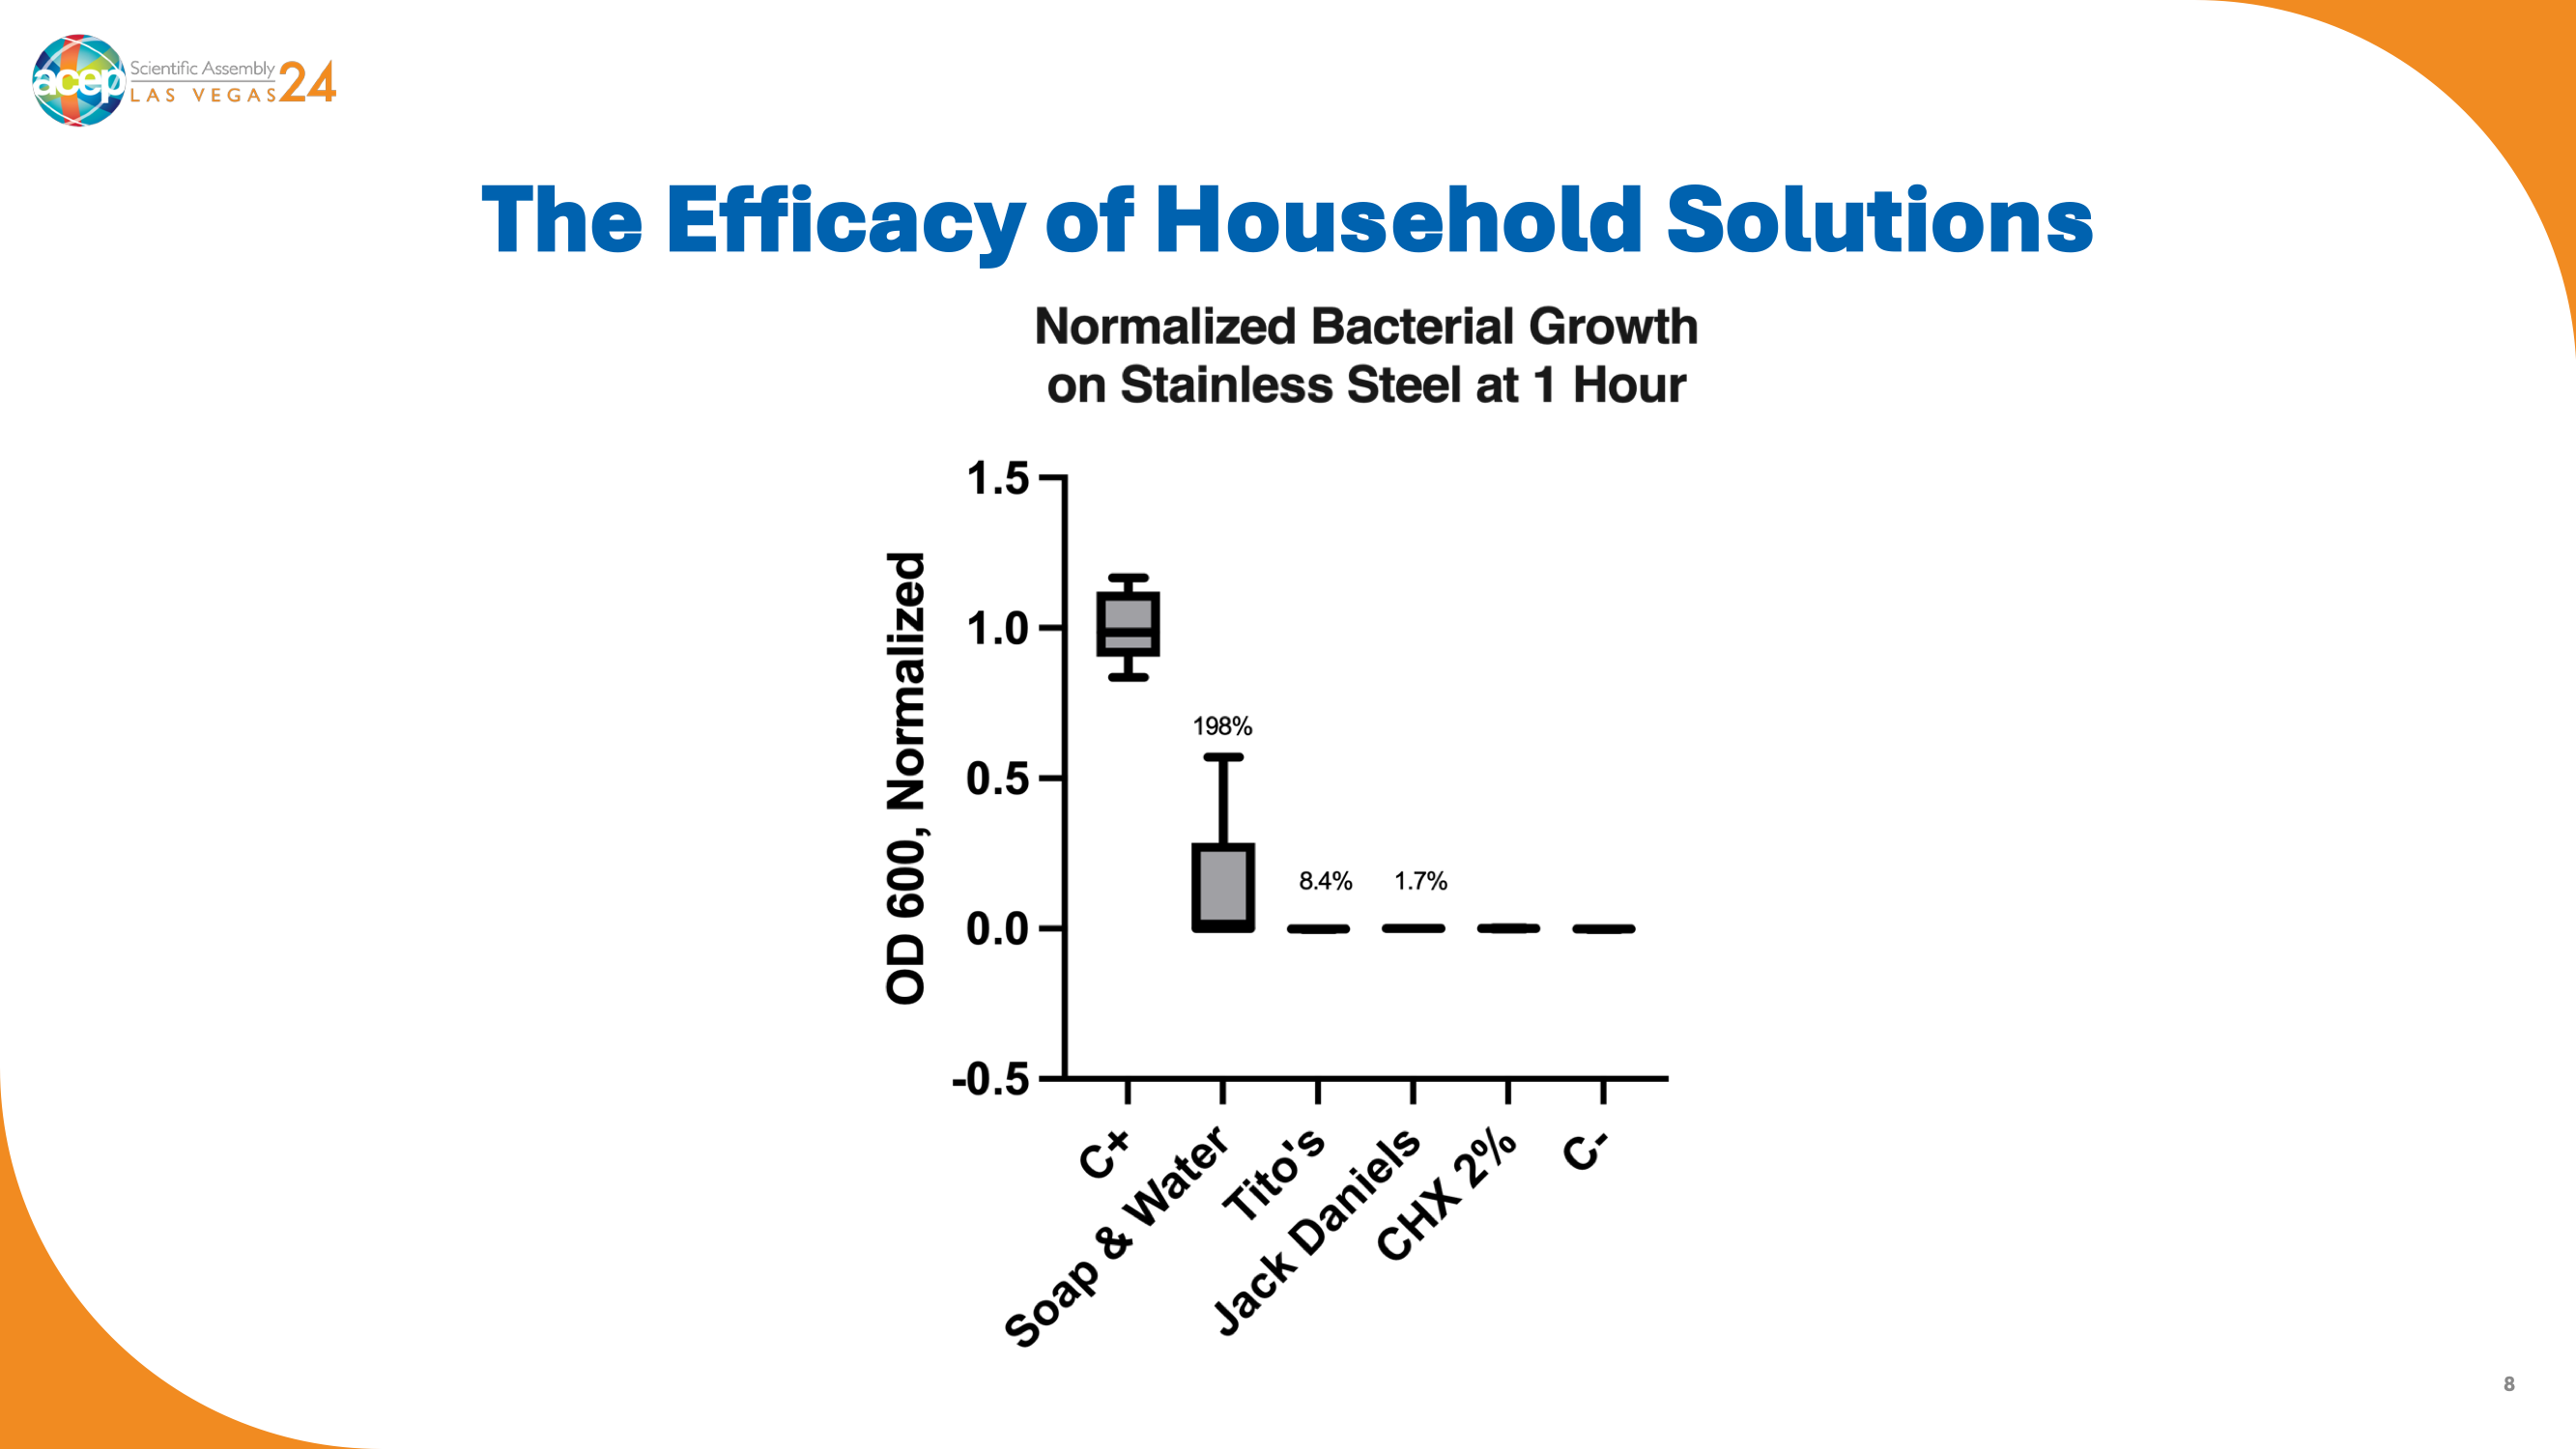 acep
Scientific Assembly
LAS VEGAS
24
The Efficacy of Household Solutions
Normalized Bacterial Growth
on Stainless Steel at 1 Hour
OD 600, Normalized
1.5
1.0
0.5
0.0
-0.5
198%
8.4%
1.7%
C+
Soap & Water
Tito's
Jack Daniels
CHX 2%
C-
8